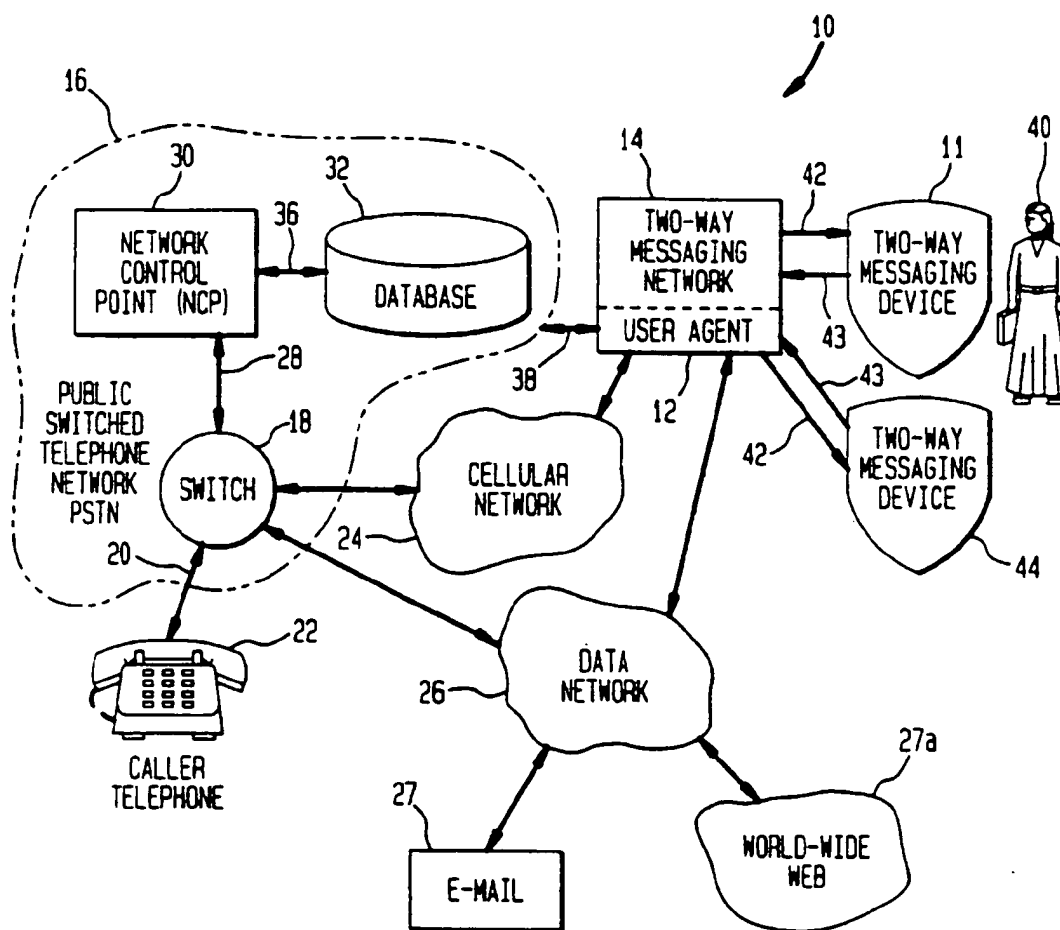 10
16
40
30
32
14
11
42
36
NETWORK
CONTROL
POINT (NCP)
DATABASE
TWO-WAY
MESSAGING
NETWORK
USER AGENT
TWO-WAY
MESSAGING
DEVICE
43
38
12
28
43
42
PUBLIC
SWITCHED
TELEPHONE
NETWORK
PSTN
18
SWITCH
CELLULAR
NETWORK
24
TWO-WAY
MESSAGING
DEVICE
44
20
22
CALLER
TELEPHONE
DATA
NETWORK
26
27
E-MAIL
27a
WORLD-WIDE
WEB